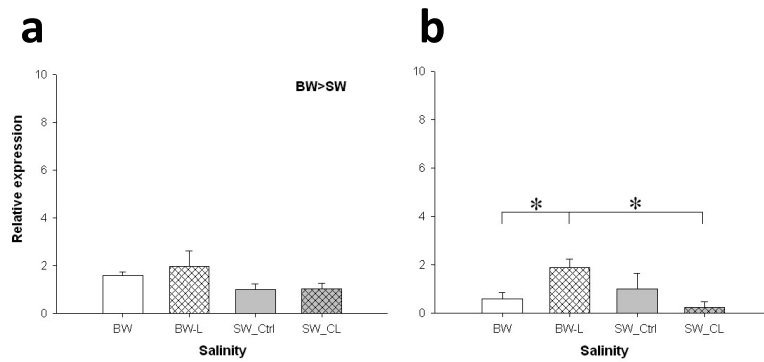 a
b
BW>SW
Relative expression
10
8
6
4
2
0
BW
BW-L
SW_Ctrl
SW_CL
Salinity
10
8
6
4
2
0
*
*
BW
BW-L
SW_Ctrl
SW_CL
Salinity